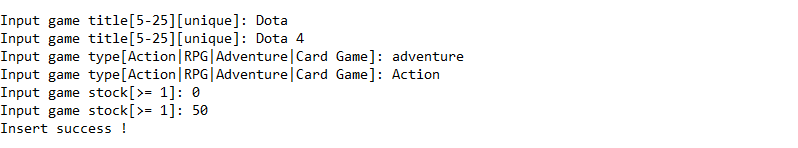 Input game title[5-25][unique]: Dota
Input game title[5-25][unique]: Dota 4
Input game type[Action|RPG|Adventure|Card Game]: adventure
Input game type[Action|RPG|Adventure|Card Game]: Action
Input game stock[>= 1]: 0
Input game stock[>= 1]: 50
Insert success !